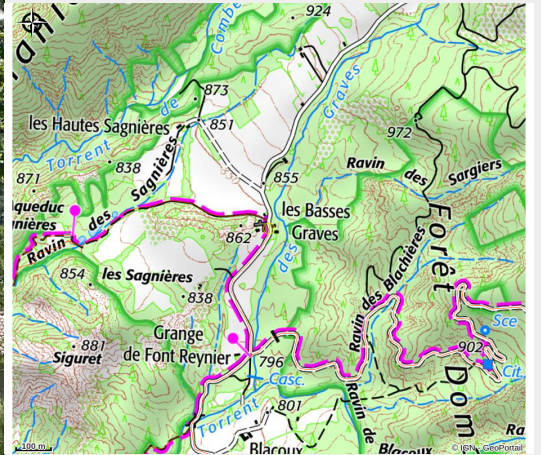 924
Combe
873
de
les Hautes Sagnières
851
Graves
972
Torrent
838
Sagnières
Ravin des Sargiers
871
855
queduc
des
les Basses
Graves
nières
Ravin
862
des
Forêt
854
les Sagnières
838
Ravin des Blachières
Sce
Grange
de Font Reynier
881
Siguret
902
796
Casc.
Cit.
Dom
Torrent
801
Ravin de
Blacoux
Blacoux
Ra
100 m
© IGN, GeoPortail